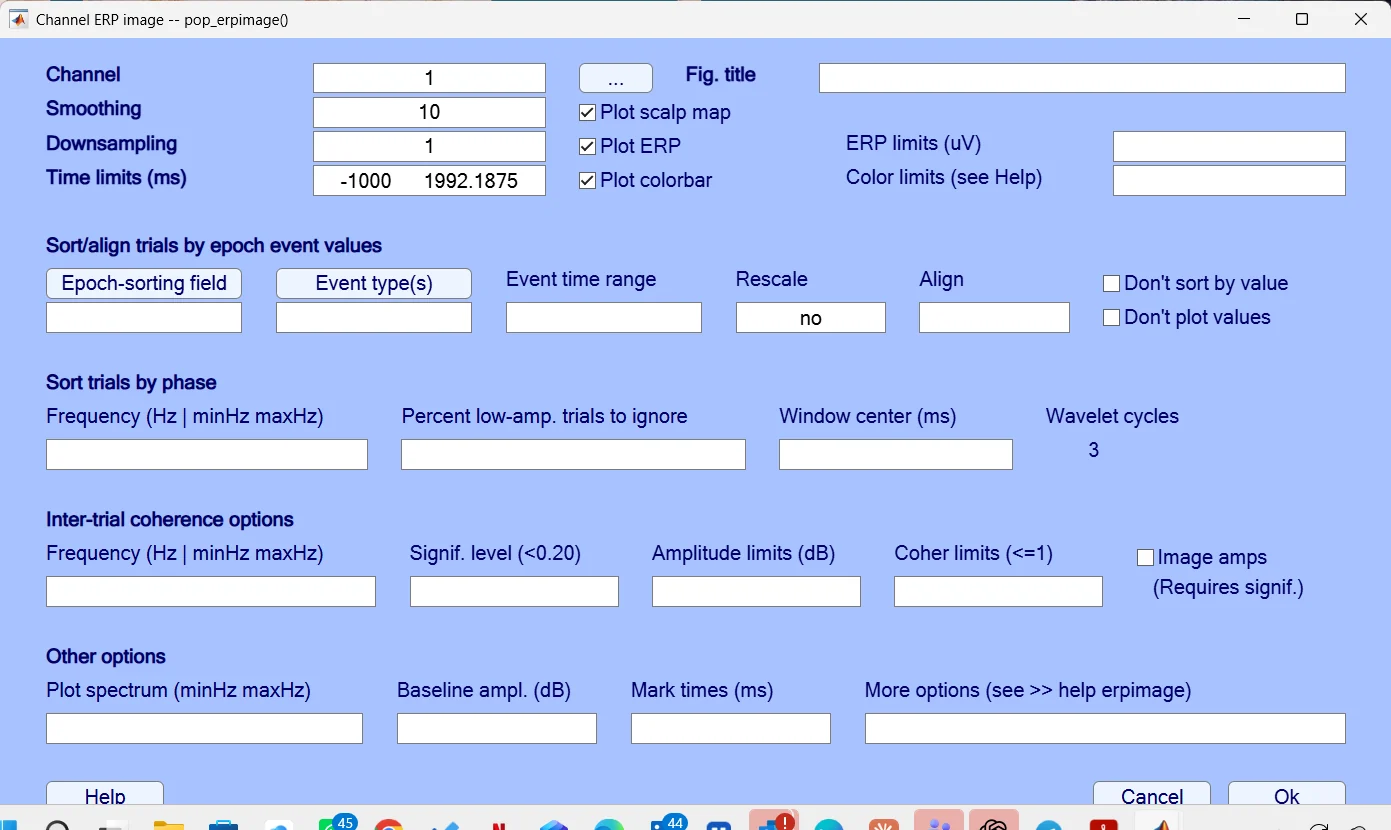 Channel ERP image -- pop_erpimage()
Channel 1 ... Fig. title
Smoothing 10 Plot scalp map
Downsampling 1 Plot ERP ERP limits (uV)
Time limits (ms) -1000 1992.1875 Plot colorbar Color limits (see Help)
Sort/align trials by epoch event values
Epoch-sorting field Event type(s) Event time range Rescale Align Don't sort by value
no Don't plot values
Sort trials by phase
Frequency (Hz | minHz maxHz) Percent low-amp. trials to ignore Window center (ms) Wavelet cycles
3
Inter-trial coherence options
Frequency (Hz | minHz maxHz) Signif. level (<0.20) Amplitude limits (dB) Coher limits (<=1) Image amps
(Requires signif.)
Other options
Plot spectrum (minHz maxHz) Baseline ampl. (dB) Mark times (ms) More options (see >> help erpimage)
Help Cancel Ok
45 44